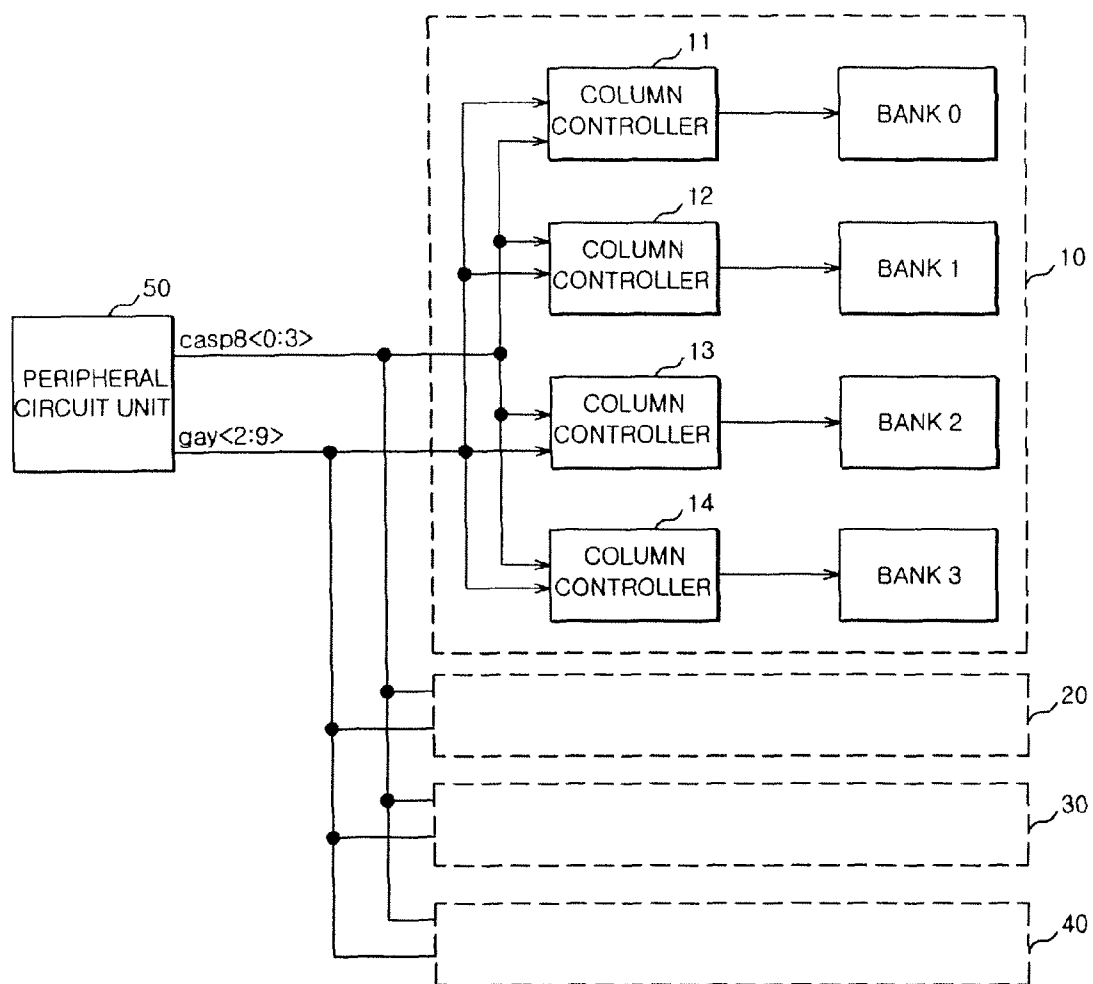 11
COLUMN
CONTROLLER
BANK 0
12
COLUMN
CONTROLLER
BANK 1
10
50
PERIPHERAL
CIRCUIT UNIT
casp8<0:3>
gay<2:9>
13
COLUMN
CONTROLLER
BANK 2
14
COLUMN
CONTROLLER
BANK 3
20
30
40